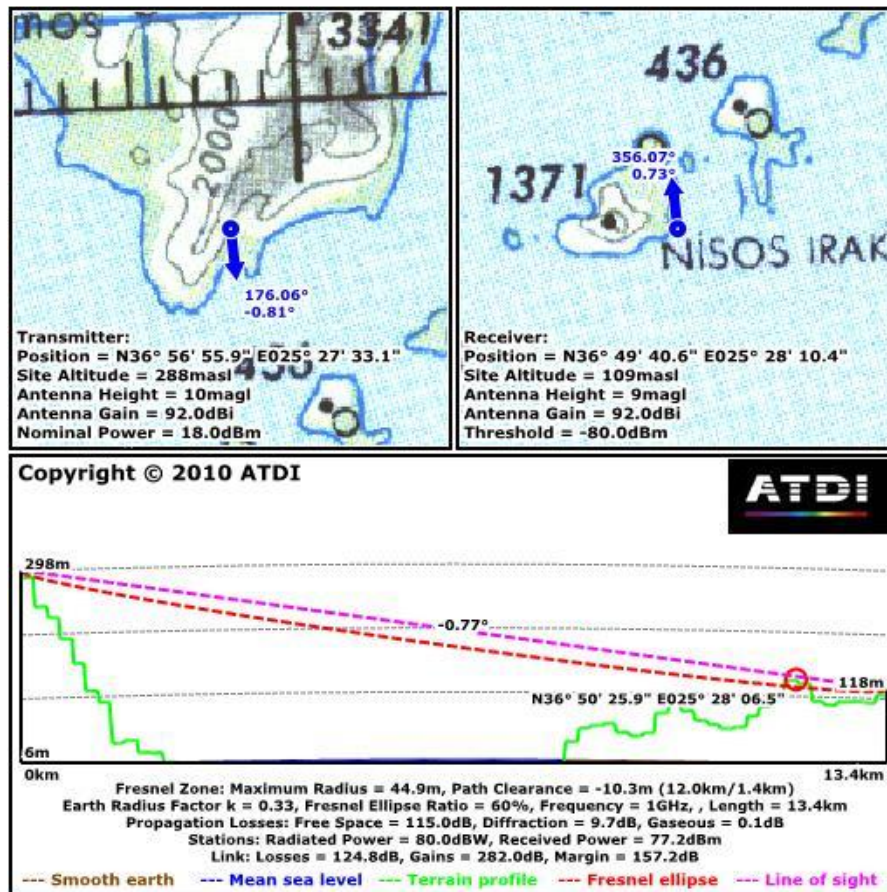 mos
3341
2000
176.06°
-0.81°
Transmitter:
Position = N36° 56' 55.9" E025° 27' 33.1"
Site Altitude = 288masl
Antenna Height = 10magl
Antenna Gain = 92.0dBi
Nominal Power = 18.0dBm
436
356.07°
0.73°
1371
NİSOS IRAK
Receiver:
Position = N36° 49' 40.6" E025° 28' 10.4"
Site Altitude = 109masl
Antenna Height = 9magl
Antenna Gain = 92.0dBi
Threshold = -80.0dBm
Copyright © 2010 ATDI
ATDI
298m
-0.77°
118m
N36° 50' 25.9" E025° 28' 06.5"
6m
0km
13.4km
Fresnel Zone: Maximum Radius = 44.9m, Path Clearance = -10.3m (12.0km/1.4km)
Earth Radius Factor k = 0.33, Fresnel Ellipse Ratio = 60%, Frequency = 1GHz, , Length = 13.4km
Propagation Losses: Free Space = 115.0dB, Diffraction = 9.7dB, Gaseous = 0.1dB
Stations: Radiated Power = 80.0dBW, Received Power = 77.2dBm
Link: Losses = 124.8dB, Gains = 282.0dB, Margin = 157.2dB
--- Smooth earth --- Mean sea level --- Terrain profile --- Fresnel ellipse --- Line of sight